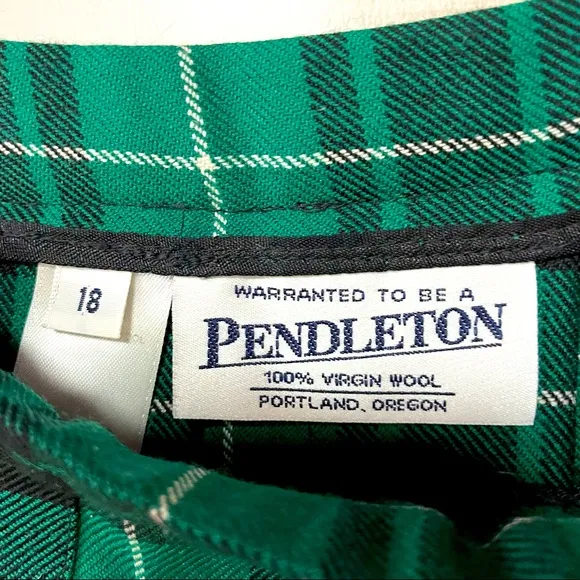 18
WARRANTED TO BE A
PENDLETON
100% VIRGIN WOOL
PORTLAND, OREGON